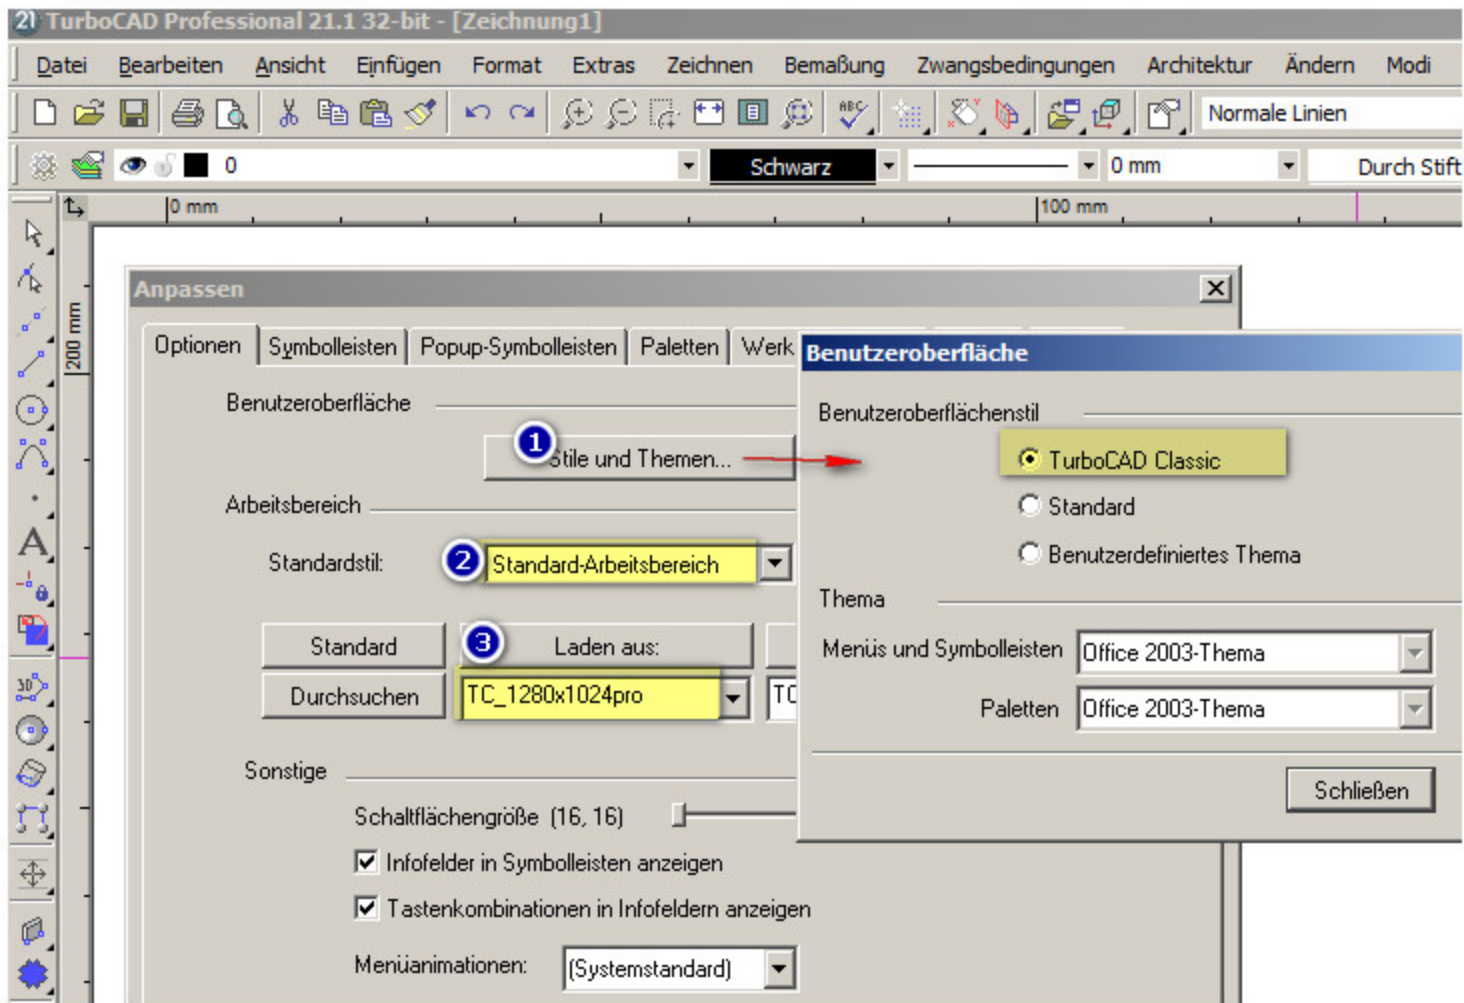 21 TurboCAD Professional 21.1 32-bit - [Zeichnung1]
Datei Bearbeiten Ansicht Einfügen Format Extras Zeichnen Bemaßung Zwangsbedingungen Architektur Ändern Modi
ABC Normale Linien
0 Schwarz 0 mm Durch Stift
0 mm 100 mm
200 mm
Anpassen
Optionen Symbolleisten Popup-Symbolleisten Paletten Werk
Benutzeroberfläche
1 Stile und Themen...
Arbeitsbereich
Standardstil: 2 Standard-Arbeitsbereich
Standard 3 Laden aus:
Durchsuchen TC_1280x1024pro TC
Sonstige
Schaltflächengröße (16, 16)
Infofelder in Symbolleisten anzeigen
Tastenkombinationen in Infofeldern anzeigen
Menüanimationen: (Systemstandard)
Benutzeroberfläche
Benutzeroberflächenstil
TurboCAD Classic
Standard
Benutzerdefiniertes Thema
Thema
Menüs und Symbolleisten Office 2003-Thema
Paletten Office 2003-Thema
Schließen
A
3D